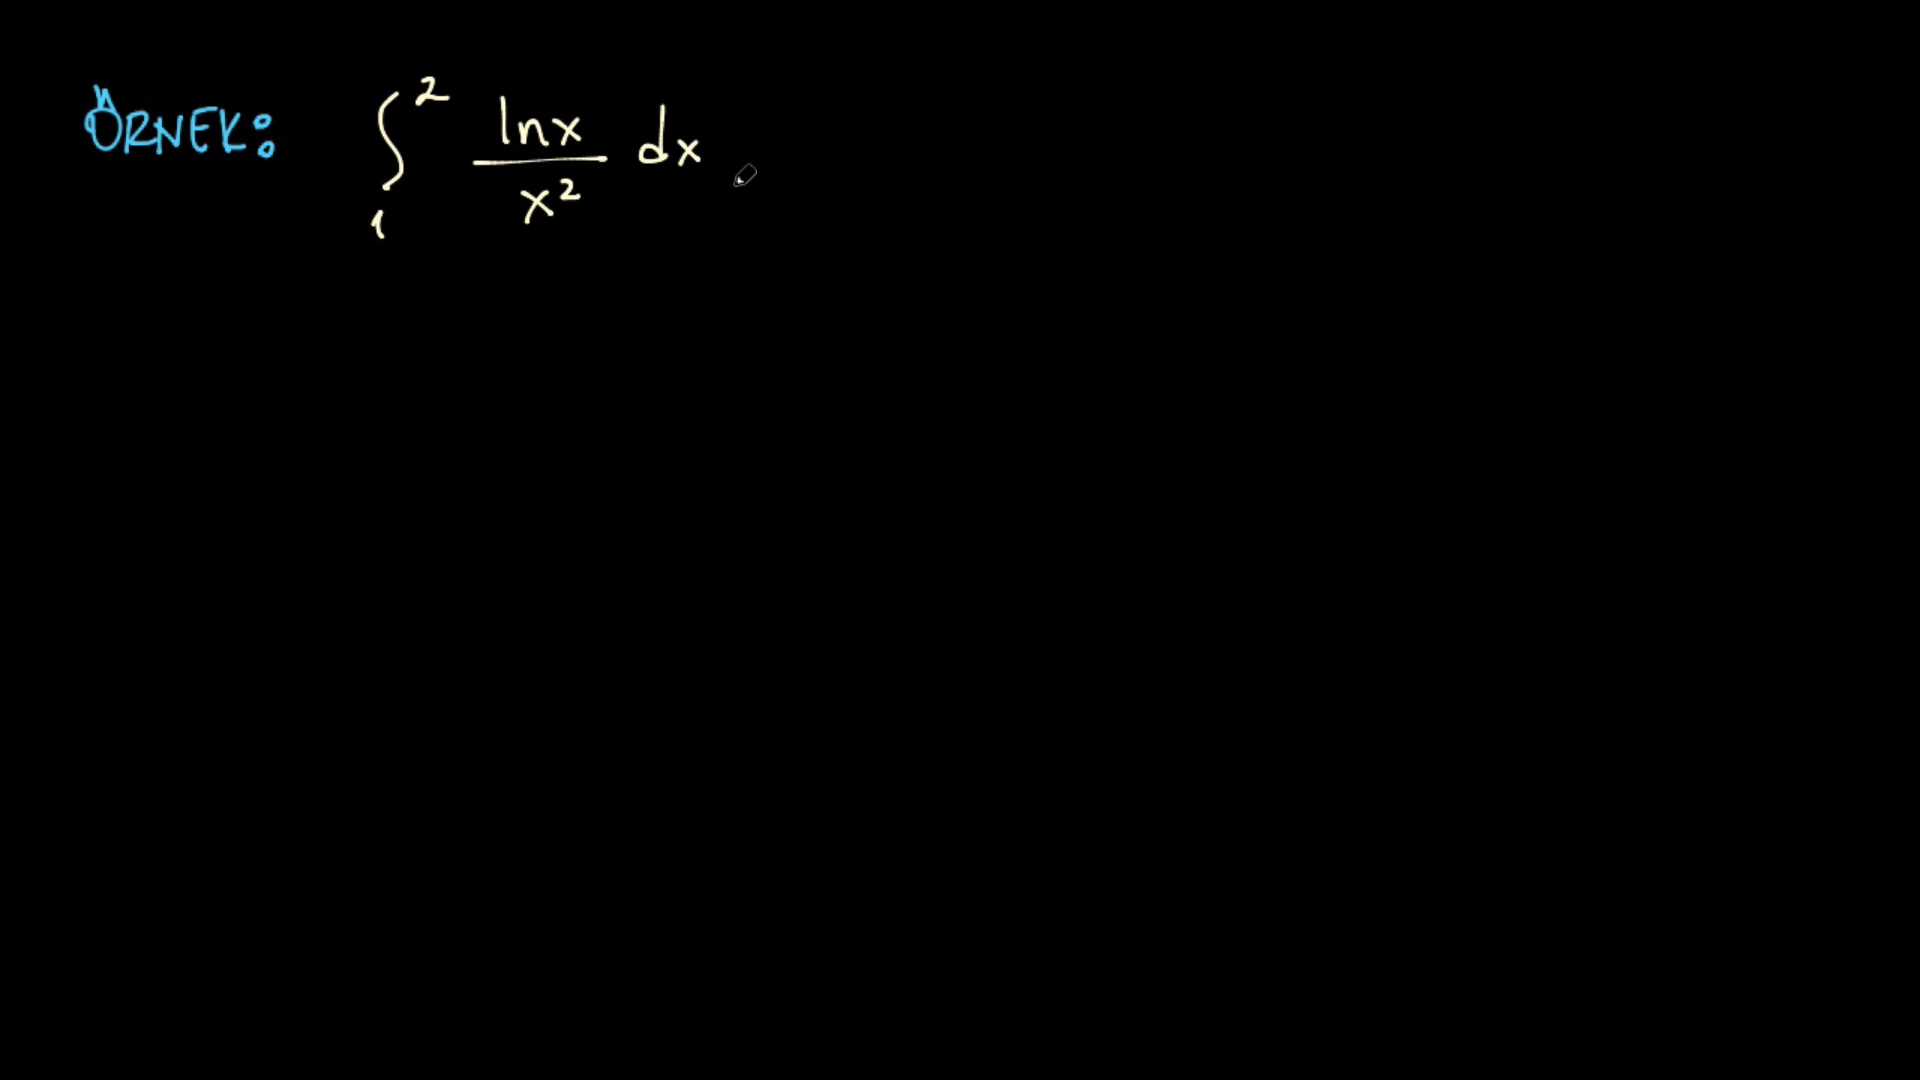 ÖRNEK: ∫₁² lnx/x² dx